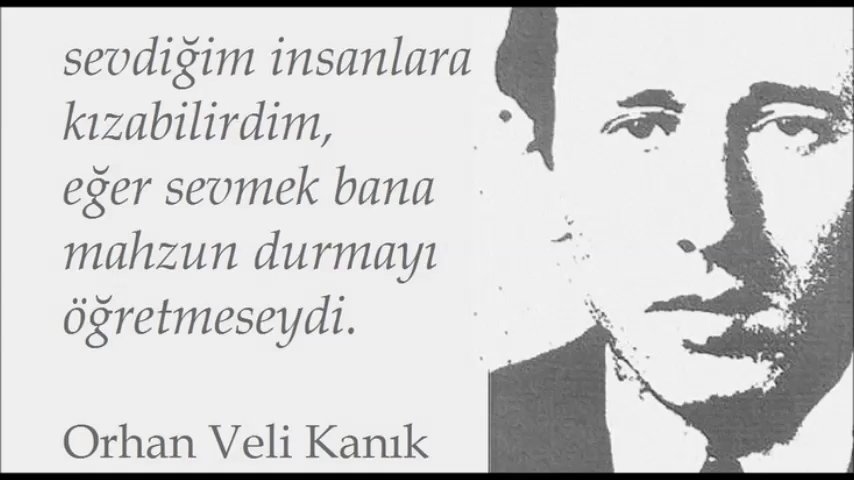 sevdiğim insanlara
kızabilirdim,
eğer sevmek bana
mahzun durmayı
öğretmeseydi.
Orhan Veli Kanık